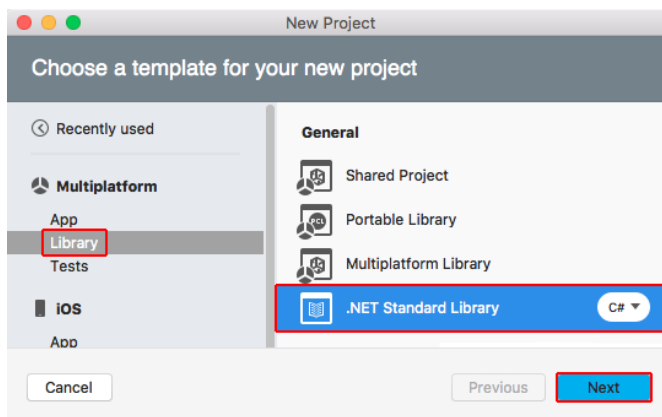 New Project
Choose a template for your new project
Recently used
Multiplatform
App
Library
Tests
iOS
App
General
Shared Project
Portable Library
Multiplatform Library
.NET Standard Library
C#
Cancel
Previous
Next